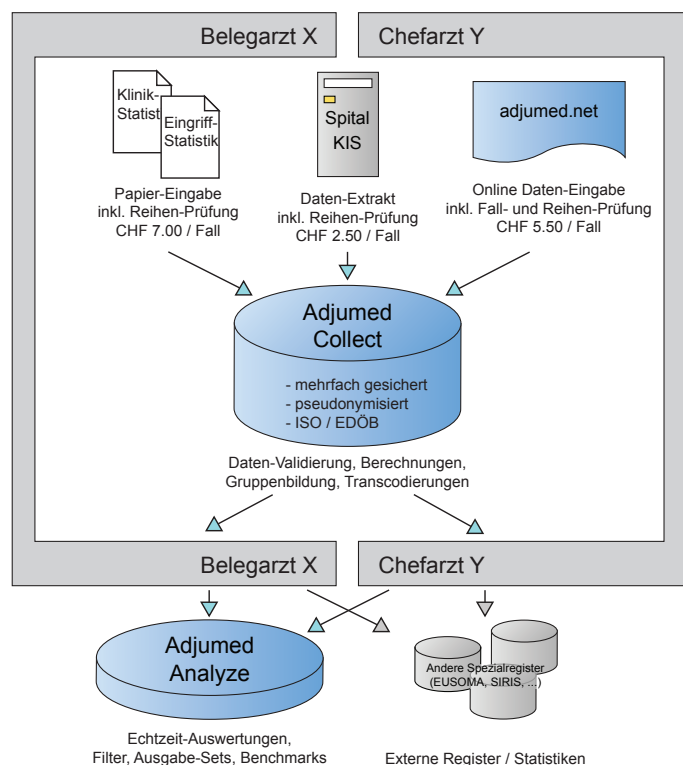 Belegarzt X
Chefarzt Y
Klinik-
Statist
Eingriff-
Statistik
Spital
KIS
adjumed.net
Papier-Eingabe
inkl. Reihen-Prüfung
CHF 7.00 / Fall
Daten-Extrakt
inkl. Reihen-Prüfung
CHF 2.50 / Fall
Online Daten-Eingabe
inkl. Fall- und Reihen-Prüfung
CHF 5.50 / Fall
Adjumed
Collect
- mehrfach gesichert
- pseudonymisiert
- ISO / EDÖB
Daten-Validierung, Berechnungen,
Gruppenbildung, Transcodierungen
Belegarzt X
Chefarzt Y
Adjumed
Analyze
Andere Spezialregister
(EUSOMA, SIRIS, ...)
Echtzeit-Auswertungen,
Filter, Ausgabe-Sets, Benchmarks
Externe Register / Statistiken